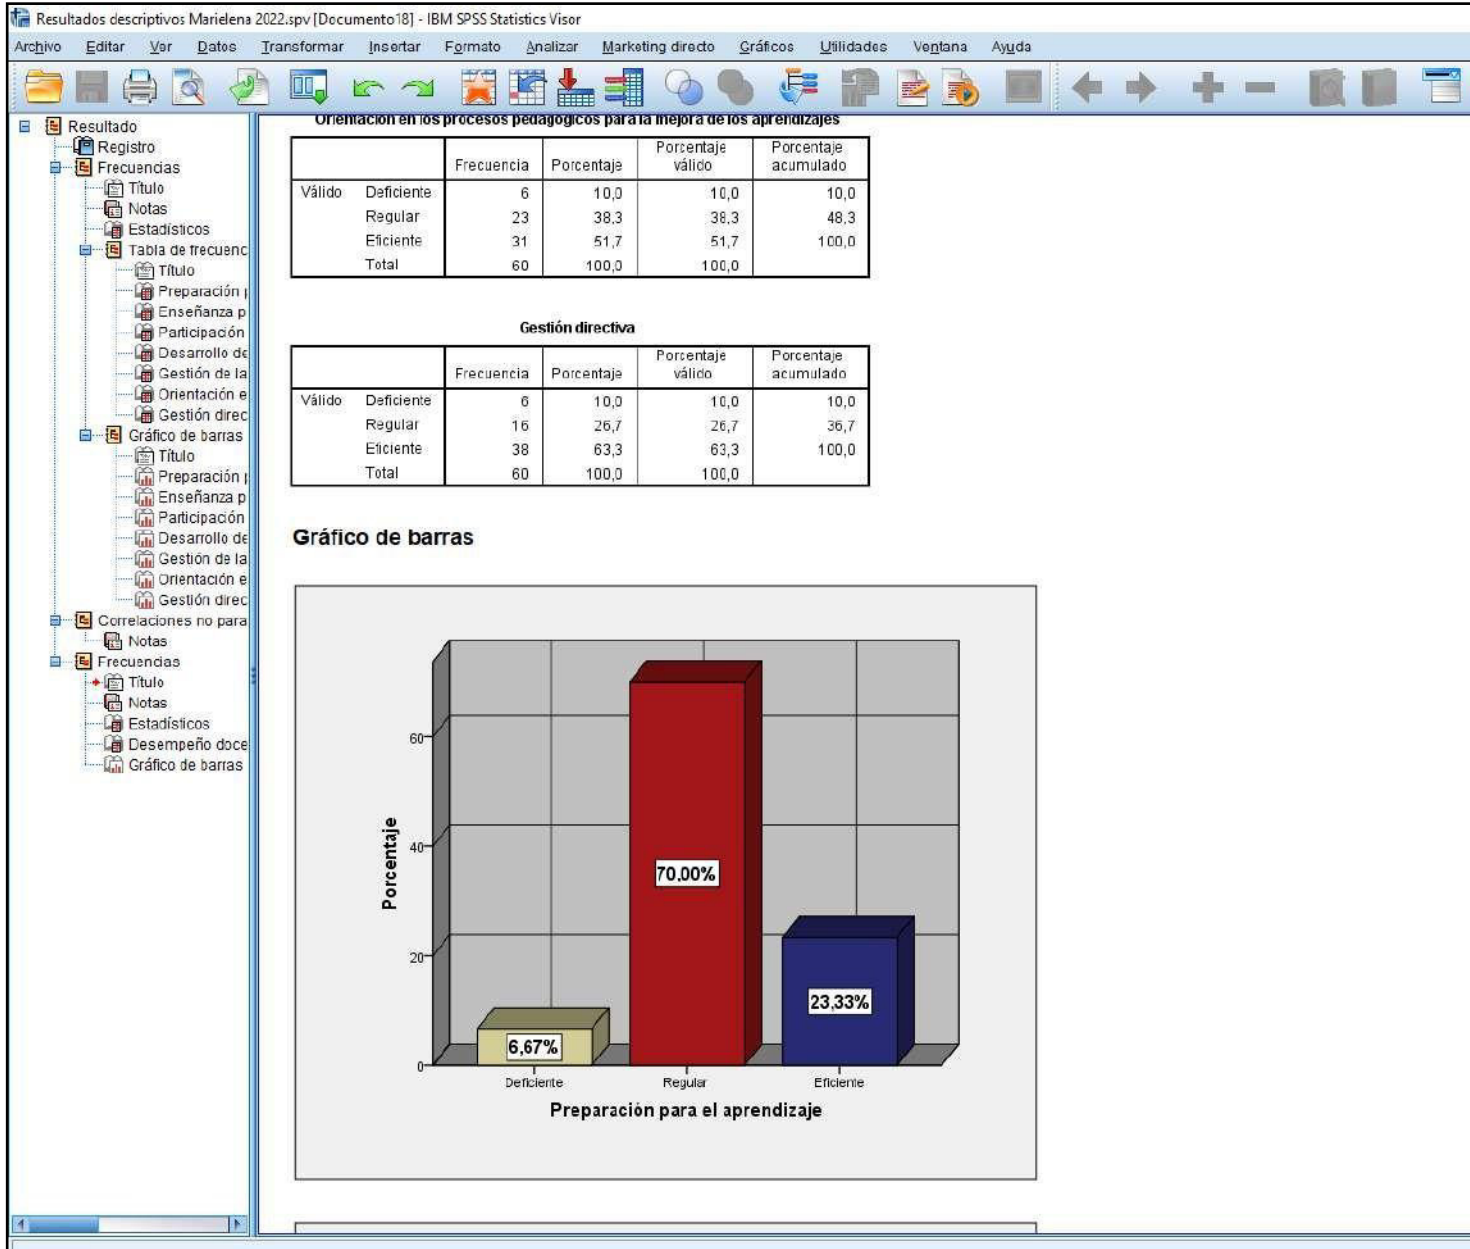 Resultados descriptivos Marielena 2022.spv [Documento18] - IBM SPSS Statistics Visor
Archivo Editar Ver Datos Transformar Insertar Formato Analizar Marketing directo Gráficos Utilidades Ventana Ayuda
Resultado
Registro
Frecuencias
Título
Notas
Estadísticos
Tabla de frecuenc
Título
Preparación p
Enseñanza p
Participación
Desarrollo de
Gestión de la
Orientación e
Gestión direc
Gráfico de barras
Título
Preparación p
Enseñanza p
Participación
Desarrollo de
Gestión de la
Orientación e
Gestión direc
Correlaciones no para
Notas
Frecuencias
Título
Notas
Estadísticos
Desempeño doce
Gráfico de barras
Orientación en los procesos pedagógicos para la mejora de los aprendizajes
Frecuencia Porcentaje Porcentaje válido Porcentaje acumulado
Válido Deficiente 6 10,0 10,0 10,0
Regular 23 38,3 38,3 48,3
Eficiente 31 51,7 51,7 100,0
Total 60 100,0 100,0
Gestión directiva
Frecuencia Porcentaje Porcentaje válido Porcentaje acumulado
Válido Deficiente 6 10,0 10,0 10,0
Regular 16 26,7 26,7 36,7
Eficiente 38 63,3 63,3 100,0
Total 60 100,0 100,0
Gráfico de barras
Porcentaje
60
40
20
0
70,00%
23,33%
6,67%
Deficiente Regular Eficiente
Preparación para el aprendizaje